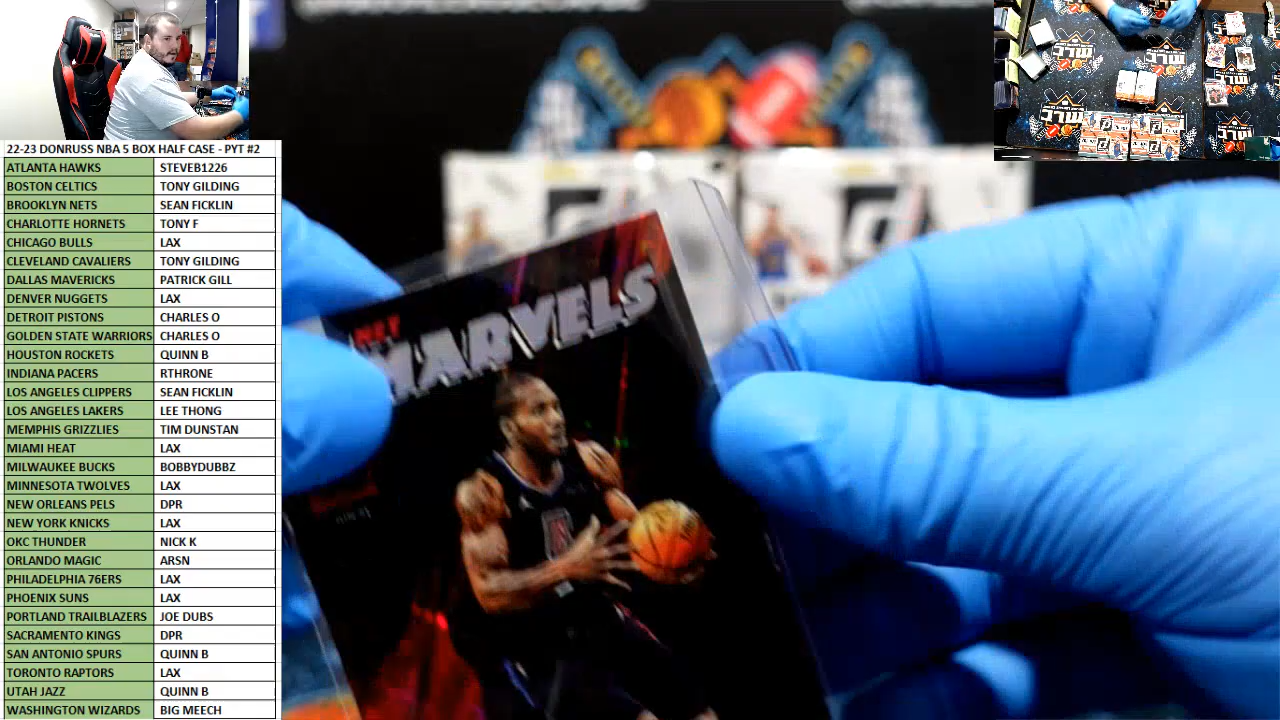 22-23 DONRUSS NBA 5 BOX HALF CASE - PYT #2
ATLANTA HAWKS STEVEB1226
BOSTON CELTICS TONY GILDING
BROOKLYN NETS SEAN FICKLIN
CHARLOTTE HORNETS TONY F
CHICAGO BULLS LAX
CLEVELAND CAVALIERS TONY GILDING
DALLAS MAVERICKS PATRICK GILL
DENVER NUGGETS LAX
DETROIT PISTONS CHARLES O
GOLDEN STATE WARRIORS CHARLES O
HOUSTON ROCKETS QUINN B
INDIANA PACERS RTHRONE
LOS ANGELES CLIPPERS SEAN FICKLIN
LOS ANGELES LAKERS LEE THONG
MEMPHIS GRIZZLIES TIM DUNSTAN
MIAMI HEAT LAX
MILWAUKEE BUCKS BOBBYDUBBZ
MINNESOTA TWOLVES LAX
NEW ORLEANS PELS DPR
NEW YORK KNICKS LAX
OKC THUNDER NICK K
ORLANDO MAGIC ARSN
PHILADELPHIA 76ERS LAX
PHOENIX SUNS LAX
PORTLAND TRAILBLAZERS JOE DUBS
SACRAMENTO KINGS DPR
SAN ANTONIO SPURS QUINN B
TORONTO RAPTORS LAX
UTAH JAZZ QUINN B
WASHINGTON WIZARDS BIG MEECH
NET
MARVELS